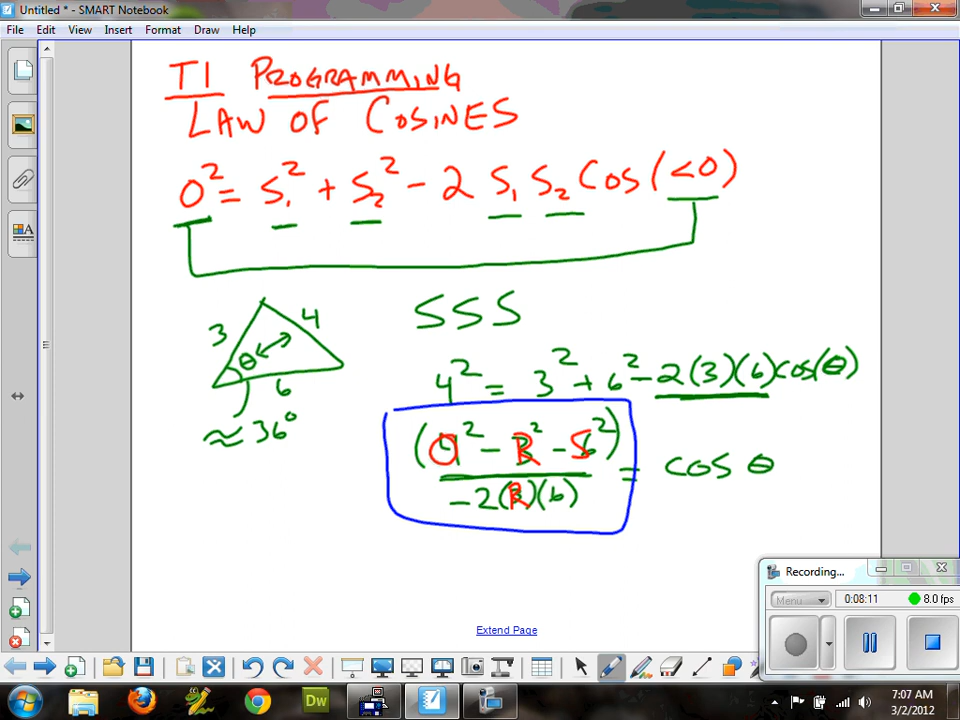 Untitled * - SMART Notebook
File Edit View Insert Format Draw Help
TI PROGRAMMING
LAW OF COSINES
O² = S₁² + S₂² - 2 S₁ S₂ Cos (<O)
3 4 SSS
θ
6
4² = 3² + 6² - 2(3)(6)cos(θ)
≈ 36°
(O² - R² - S²)
= cos θ
-2(R)(6)
Recording...
Menu 0:08:11 8.0 fps
Extend Page
Dw
7:07 AM
3/2/2012